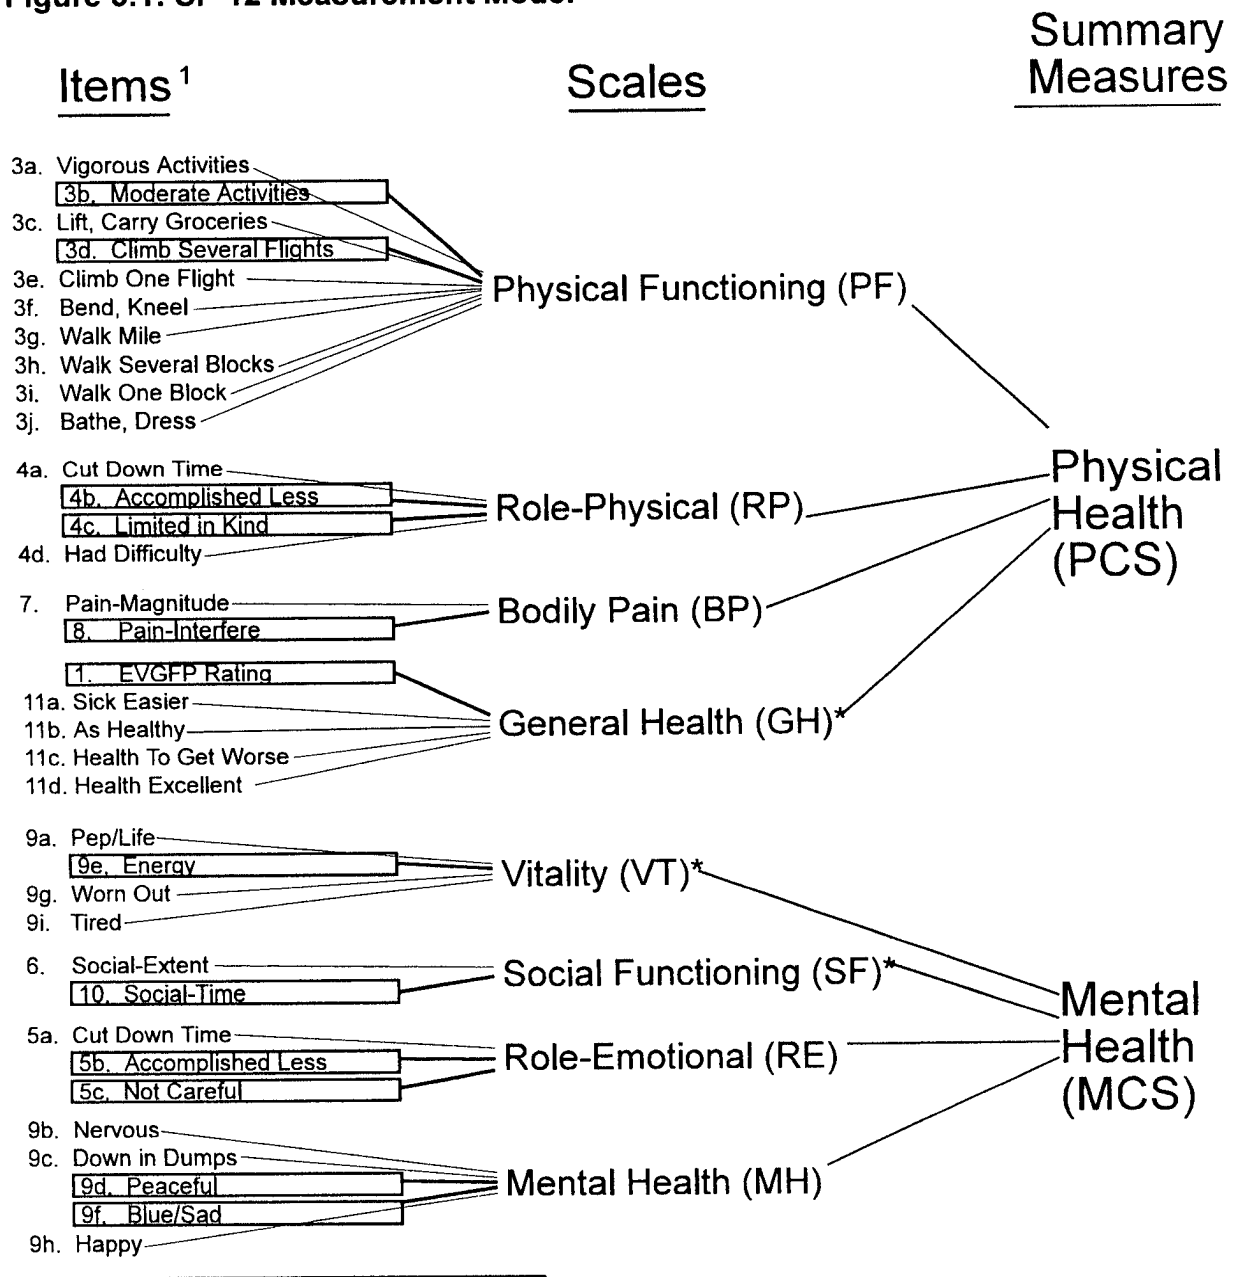 Figure 3.1: SF-12 Measurement Model
Items 1
Scales
Summary
Measures
3a. Vigorous Activities
3b. Moderate Activities
3c. Lift, Carry Groceries
3d. Climb Several Flights
3e. Climb One Flight
3f. Bend, Kneel
3g. Walk Mile
3h. Walk Several Blocks
3i. Walk One Block
3j. Bathe, Dress
Physical Functioning (PF)
4a. Cut Down Time
4b. Accomplished Less
4c. Limited in Kind
4d. Had Difficulty
Role-Physical (RP)
7. Pain-Magnitude
8. Pain-Interfere
Bodily Pain (BP)
1. EVGFP Rating
11a. Sick Easier
11b. As Healthy
11c. Health To Get Worse
11d. Health Excellent
General Health (GH)*
Physical
Health
(PCS)
9a. Pep/Life
9e. Energy
9g. Worn Out
9i. Tired
Vitality (VT)*
6. Social-Extent
10. Social-Time
Social Functioning (SF)*
5a. Cut Down Time
5b. Accomplished Less
5c. Not Careful
Role-Emotional (RE)
9b. Nervous
9c. Down in Dumps
9d. Peaceful
9f. Blue/Sad
9h. Happy
Mental Health (MH)
Mental
Health
(MCS)